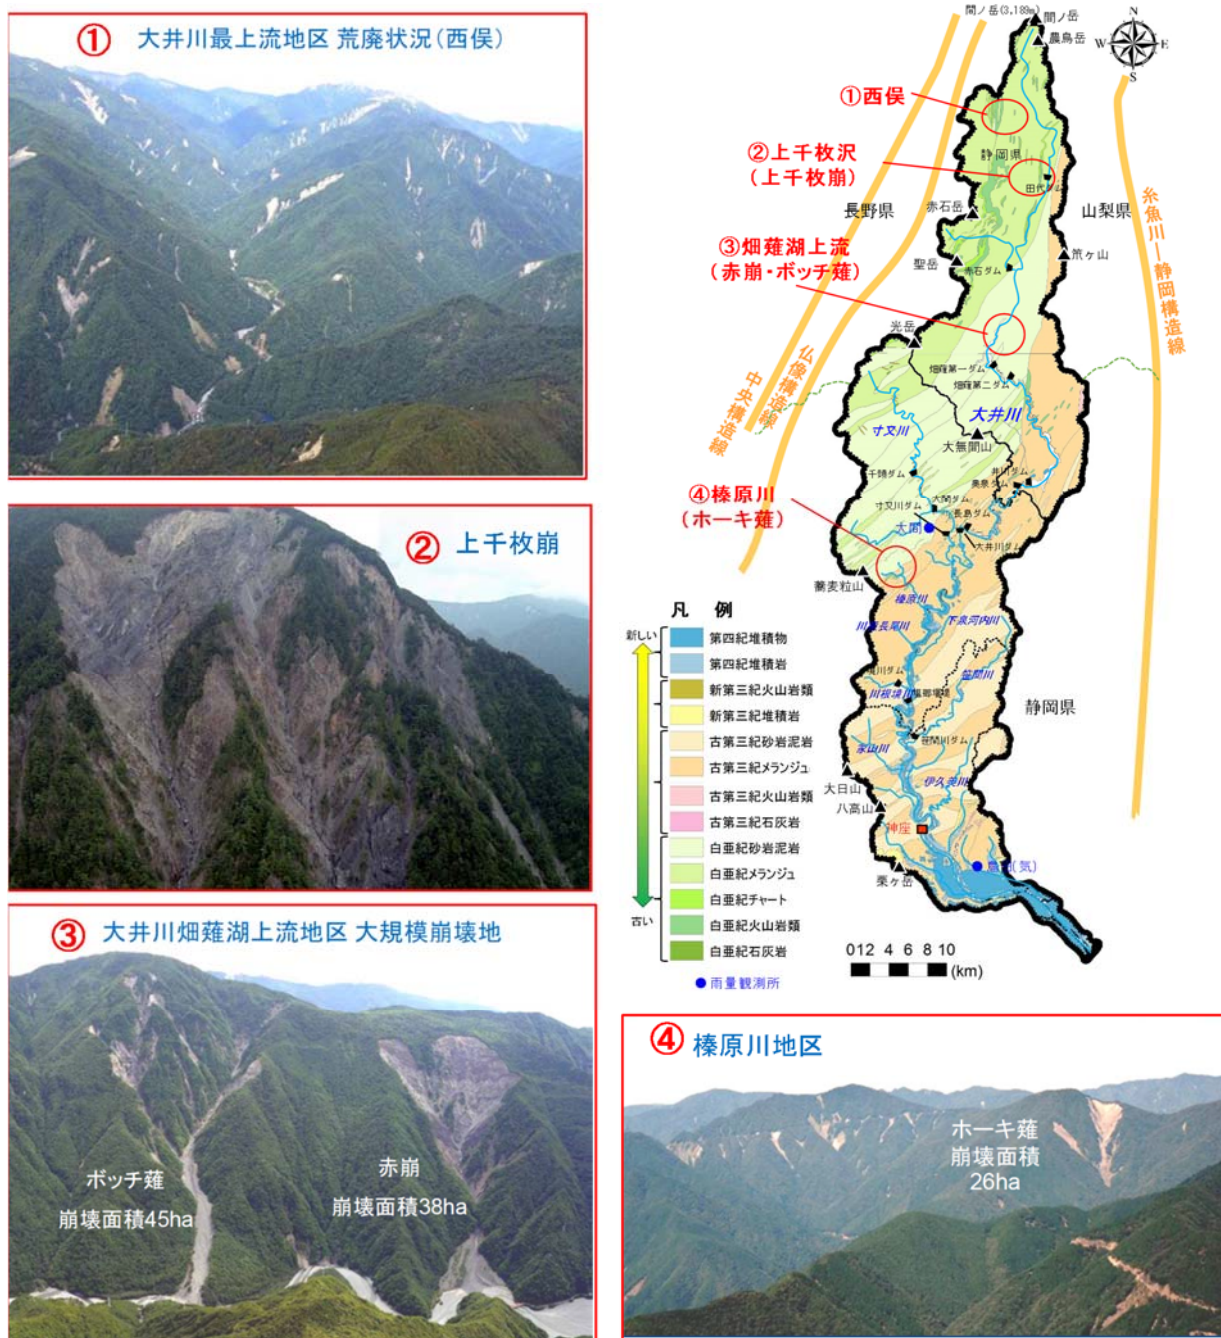 ① 大井川最上流地区 荒廃状況(西俣)
② 上千枚崩
③ 大井川畑薙湖上流地区 大規模崩壊地
ボッチ薙
崩壊面積45ha
赤崩
崩壊面積38ha
間ノ岳(3,189m)
間ノ岳
農鳥岳
N
W
E
S
①西俣
②上千枚沢
(上千枚崩)
静岡県
田代ダム
長野県
赤石岳
山梨県
③畑薙湖上流
(赤崩・ボッチ薙)
聖岳
赤石ダム
笊ヶ山
糸魚川ー静岡構造線
光岳
仏像構造線
中央構造線
畑薙第一ダム
畑薙第二ダム
大井川
寸又川
大無間山
千頭ダム
井川ダム
奥泉ダム
④榛原川
(ホーキ薙)
大間ダム
寸又川ダム
長島ダム
大間
大井川ダム
蕎麦粒山
榛原川
下泉河内川
笹間川
川根境川
静岡県
笹間川ダム
家山川
伊久美川
大日山
八高山
神座
粟ヶ岳
凡 例
新しい
第四紀堆積物
第四紀堆積岩
新第三紀火山岩類
新第三紀堆積岩
古第三紀砂岩泥岩
古第三紀メランジュ
古第三紀火山岩類
古第三紀石灰岩
白亜紀砂岩泥岩
白亜紀メランジュ
白亜紀チャート
白亜紀火山岩類
白亜紀石灰岩
古い
雨量観測所
012 4 6 8 10
(km)
④ 榛原川地区
ホーキ薙
崩壊面積
26ha